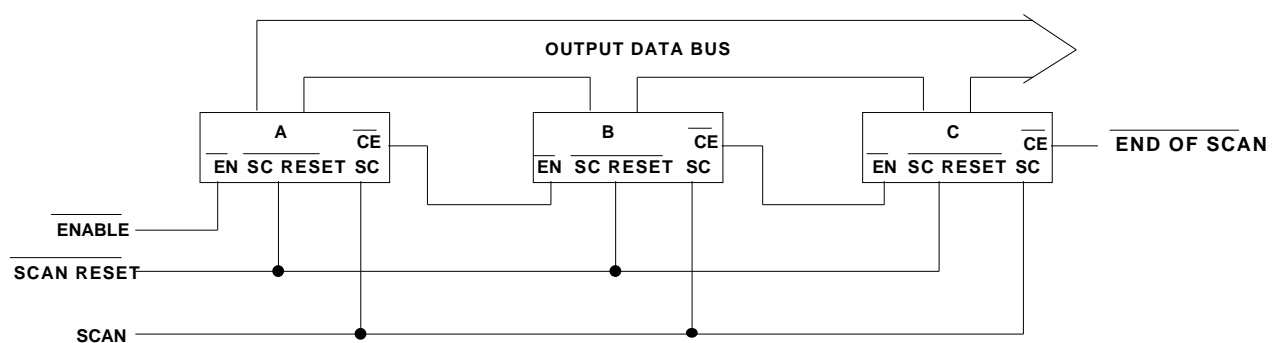 OUTPUT DATA BUS
A
CE
EN SC RESET SC
B
CE
EN SC RESET SC
C
CE
EN SC RESET SC
END OF SCAN
ENABLE
SCAN RESET
SCAN